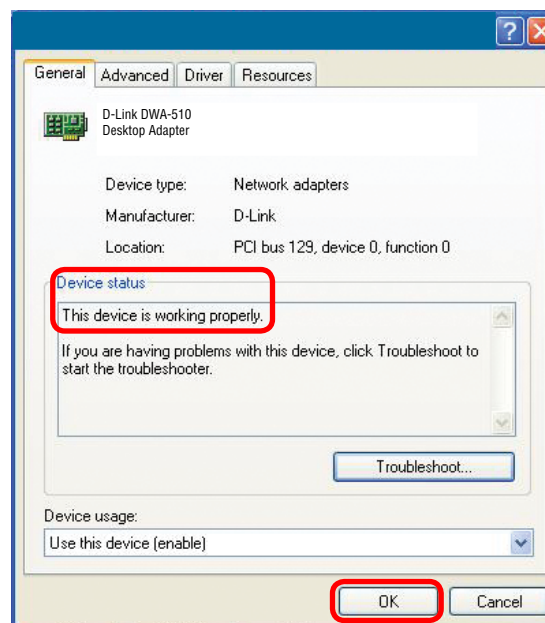 ?
General Advanced Driver Resources
D-Link DWA-510
Desktop Adapter
Device type: Network adapters
Manufacturer: D-Link
Location: PCI bus 129, device 0, function 0
Device status
This device is working properly.
If you are having problems with this device, click Troubleshoot to
start the troubleshooter.
Troubleshoot...
Device usage:
Use this device (enable)
OK Cancel